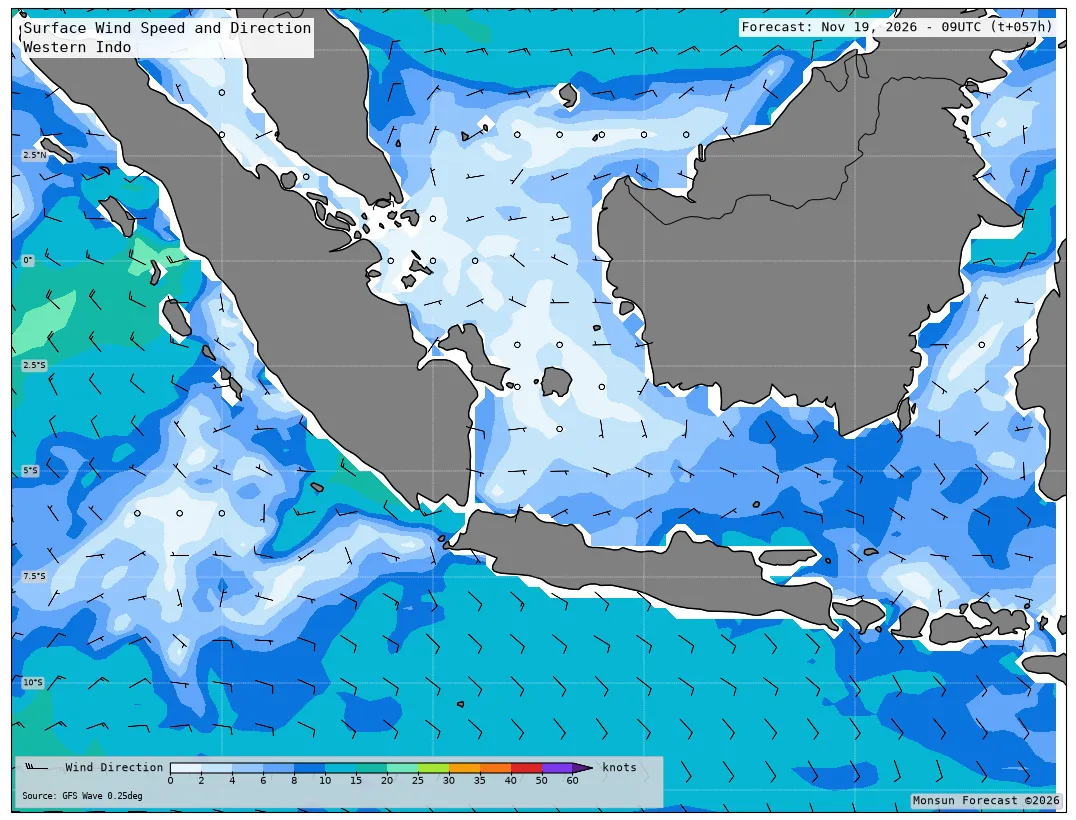 Surface Wind Speed and Direction
Western Indo
Forecast: Nov 19, 2026 - 09UTC (t+057h)
2.5°N
0°
2.5°S
5°S
7.5°S
10°S
Wind Direction
0 2 4 6 8 10 15 20 25 30 35 40 50 60
knots
Source: GFS Wave 0.25deg
Monsun Forecast ©2026